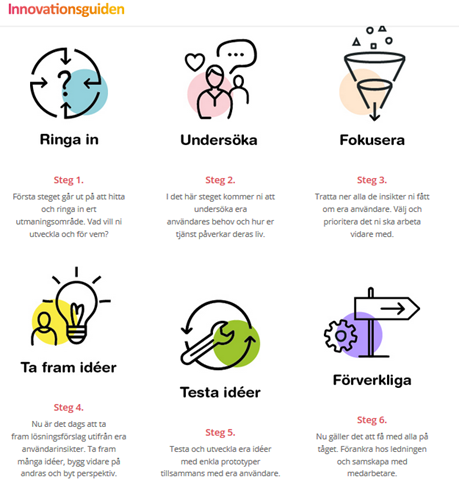 Innovationsguiden
?
Ringa in
Undersöka
Fokusera
Steg 1.
Första steget går ut på att hitta
och ringa in ert
utmaningsområde. Vad vill ni
utveckla och för vem?
Steg 2.
I det här steget kommer ni att
undersöka era
användares behov och hur er
tjänst påverkar deras liv.
Steg 3.
Tratta ner alla de insikter ni fått
om era användare. Välj och
prioritera det ni ska arbeta
vidare med.
Ta fram idéer
Testa idéer
Förverkliga
Steg 4.
Nu är det dags att ta
fram lösningsförslag utifrån era
användarinsikter. Ta fram
många idéer, bygg vidare på
andras och byt perspektiv.
Steg 5.
Testa och utveckla era idéer
med enkla prototyper
tillsammans med era användare.
Steg 6.
Nu gäller det att få med alla på
tåget. Förankra hos ledningen
och samskapa med
medarbetare.